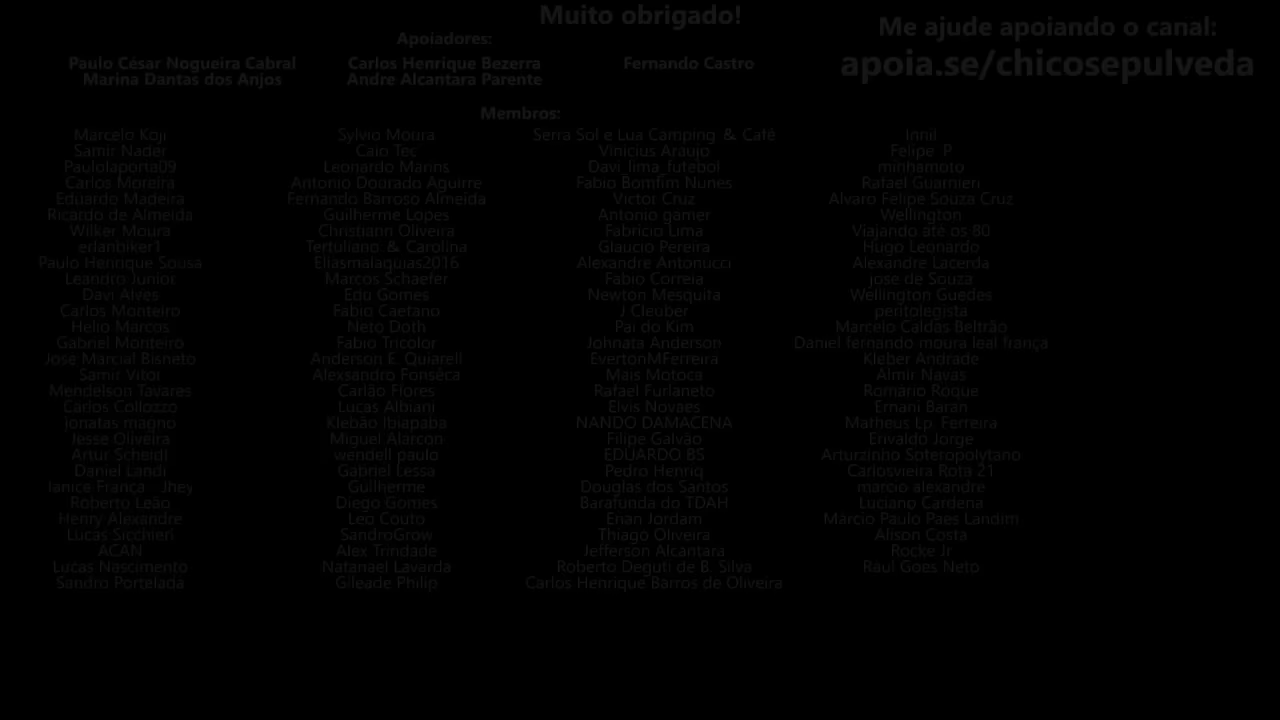 Muito obrigado!
Me ajude apoiando o canal:
apoia.se/chicosepulveda
Apoiadores:
Paulo César Nogueira Cabral
Marina Dantas dos Anjos
Carlos Henrique Bezerra
Andre Alcantara Parente
Fernando Castro
Membros:
Marcelo Koji
Samir Nader
Paulolaporta09
Carlos Moreira
Eduardo Madeira
Ricardo de Almeida
Wilker Moura
erlanbiker1
Paulo Henrique Sousa
Leandro Junior
Davi Alves
Carlos Monteiro
Helio Marcos
Gabriel Monteiro
Jose Marcial Bisneto
Samir Vitor
Mendelson Tavares
Carlos Collozzo
jonatas magno
Jesse Oliveira
Artur Scheidt
Daniel Landi
Janice França _ Jhey
Roberto Leão
Henry Alexandre
Lucas Sicchieri
ACAN
Lucas Nascimento
Sandro Portelada
Sylvio Moura
Caio Tec
Leonardo Marins
Antonio Dourado Aguirre
Fernando Barroso Almeida
Guilherme Lopes
Christiann Oliveira
Tertuliano & Carolina
Eliasmalaquias2016
Marcos Schaefer
Edu Gomes
Fabio Caetano
Neto Doth
Fabio Tricolor
Anderson E. Quiarell
Alexsandro Fonsêca
Carlão Flores
Lucas Albiani
Klebão Ibiapaba
Miguel Alarcon
wendell paulo
Gabriel Lessa
Guilherme
Diego Gomes
Leo Couto
SandroGrow
Alex Trindade
Natanael Lavarda
Gileade Philip
Serra Sol e Lua Camping & Café
Vinicius Araujo
Davi_lima_futebol
Fabio Bomfim Nunes
Victor Cruz
Antonio gamer
Fabricio Lima
Glaucio Pereira
Alexandre Antonucci
Fabio Correia
Newton Mesquita
J Cleuber
Pai do Kim
Johnata Anderson
EvertonMFerreira
Mais Motoca
Rafael Furlaneto
Elvis Novaes
NANDO DAMACENA
Filipe Galvão
EDUARDO BS
Pedro Henriq
Douglas dos Santos
Barafunda do TDAH
Erian Jordam
Thiago Oliveira
Jefferson Alcantara
Roberto Deguti de B. Silva
Carlos Henrique Barros de Oliveira
Innil
Felipe P
minhamoto
Rafael Guarnieri
Alvaro Felipe Souza Cruz
Wellington
Viajando até os 80
Hugo Leonardo
Alexandre Lacerda
jose de Souza
Wellington Guedes
peritolegista
Marcelo Caldas Beltrão
Daniel fernando moura leal frança
Kleber Andrade
Almir Navas
Romário Roque
Ernani Baran
Matheus Lp. Ferreira
Erivaldo Jorge
Arturzinho Soteropolytano
Carlosvieira Rota 21
marcio alexandre
Luciano Cardena
Marcio Paulo Paes Landim
Alison Costa
Rocke Jr
Raul Goes Neto